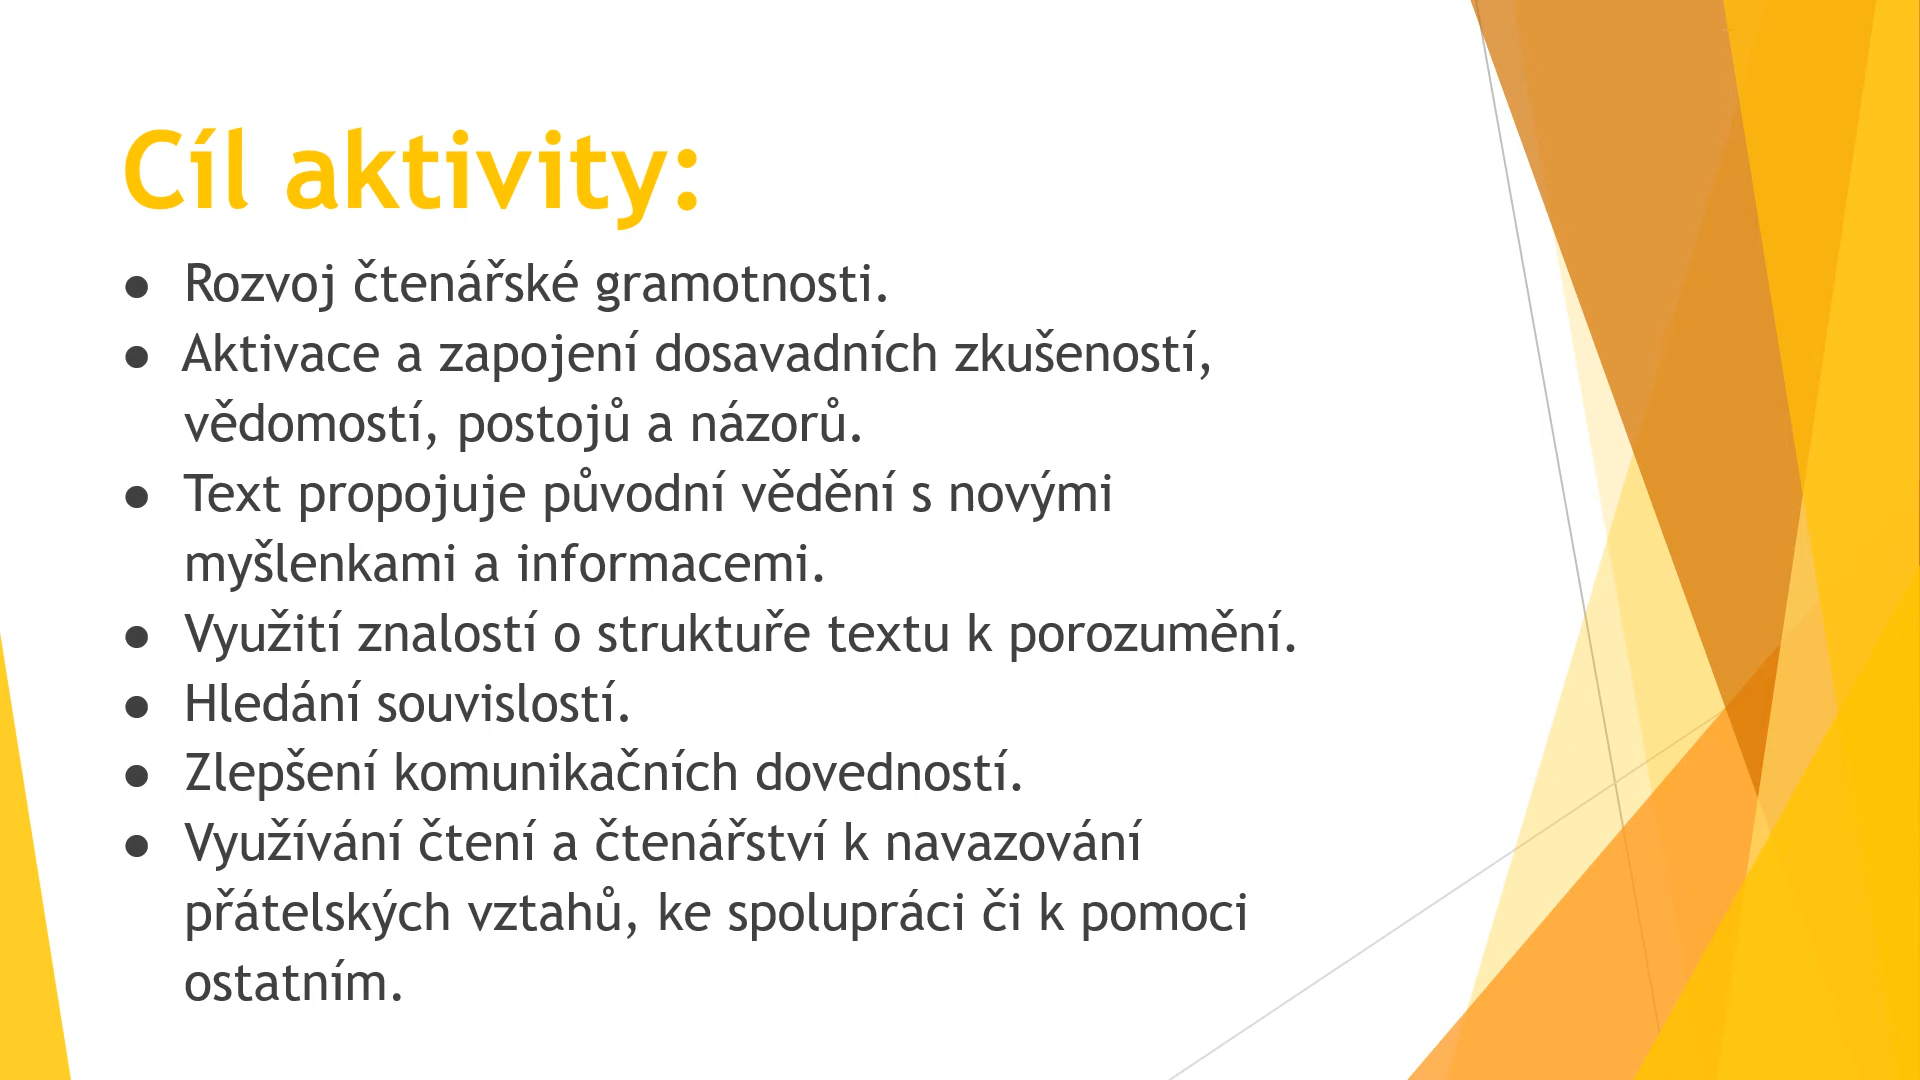 Cíl aktivity:
● Rozvoj čtenářské gramotnosti.
● Aktivace a zapojení dosavadních zkušeností,
vědomostí, postojů a názorů.
● Text propojuje původní vědění s novými
myšlenkami a informacemi.
● Využití znalostí o struktuře textu k porozumění.
● Hledání souvislostí.
● Zlepšení komunikačních dovedností.
● Využívání čtení a čtenářství k navazování
přátelských vztahů, ke spolupráci či k pomoci
ostatním.